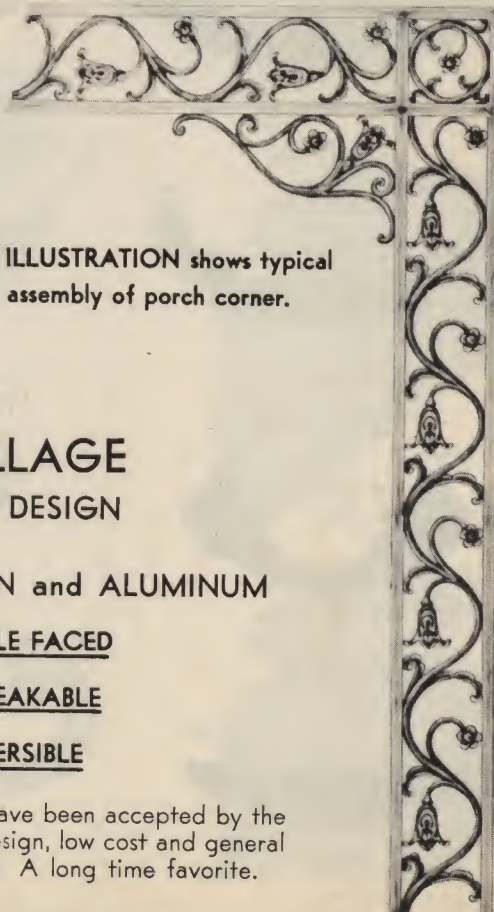 ILLUSTRATION shows typical
assembly of porch corner.
LLAGE
DESIGN
N and ALUMINUM
LE FACED
EAKABLE
ERSIBLE
ave been accepted by the
sign, low cost and general
A long time favorite.